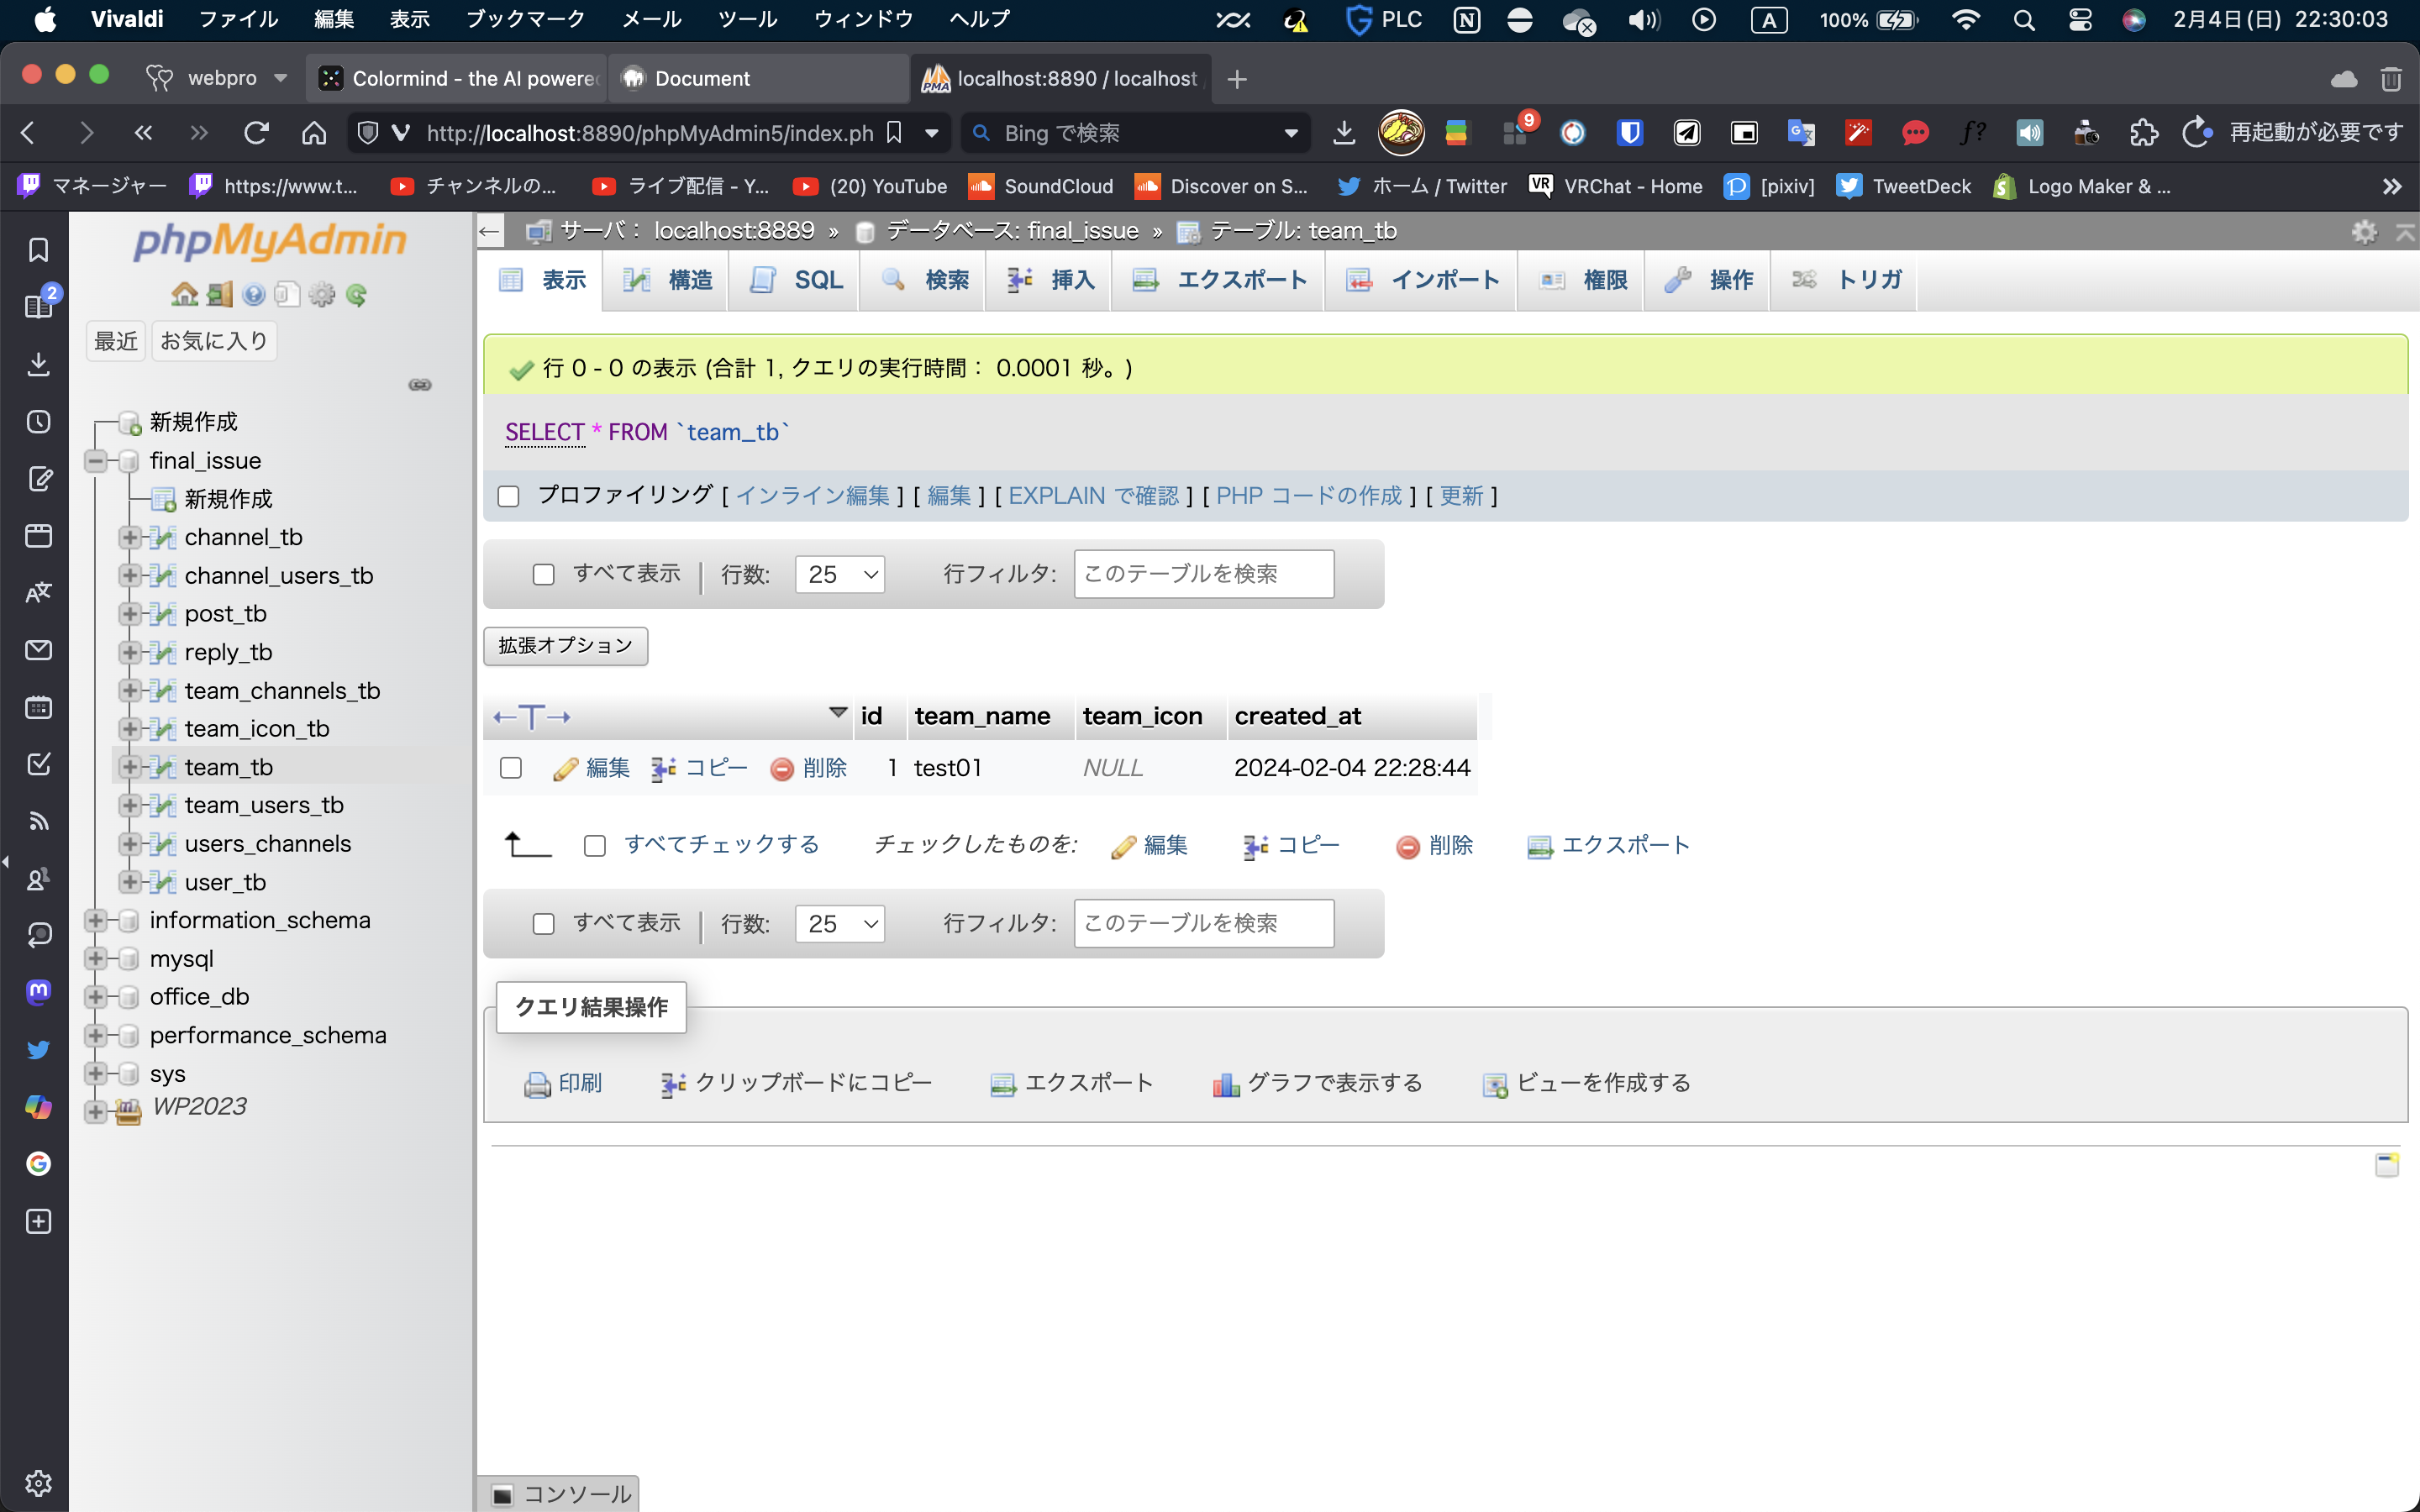 Vivaldi ファイル 編集 表示 ブックマーク メール ツール ウィンドウ ヘルプ PLC A 100% 2月4日(日) 22:30:03
webpro Colormind - the AI powere Document localhost:8890 / localhost
http://localhost:8890/phpMyAdmin5/index.ph Bing で検索 9 再起動が必要です
マネージャー https://www.t... チャンネルの... ライブ配信 - Y... (20) YouTube SoundCloud Discover on S... ホーム / Twitter VRChat - Home [pixiv] TweetDeck Logo Maker & ...
2
phpMyAdmin
最近 お気に入り
新規作成
final_issue
新規作成
channel_tb
channel_users_tb
post_tb
reply_tb
team_channels_tb
team_icon_tb
team_tb
team_users_tb
users_channels
user_tb
information_schema
mysql
office_db
performance_schema
sys
WP2023
サーバ： localhost:8889 » データベース: final_issue » テーブル: team_tb
表示 構造 SQL 検索 挿入 エクスポート インポート 権限 操作 トリガ
行 0 - 0 の表示 (合計 1, クエリの実行時間： 0.0001 秒。)
SELECT * FROM `team_tb`
プロファイリング [ インライン編集 ] [ 編集 ] [ EXPLAIN で確認 ] [ PHP コードの作成 ] [ 更新 ]
すべて表示 | 行数: 25 行フィルタ: このテーブルを検索
拡張オプション
←T→ id team_name team_icon created_at
編集 コピー 削除 1 test01 NULL 2024-02-04 22:28:44
すべてチェックする チェックしたものを: 編集 コピー 削除 エクスポート
すべて表示 | 行数: 25 行フィルタ: このテーブルを検索
クエリ結果操作
印刷 クリップボードにコピー エクスポート グラフで表示する ビューを作成する
コンソール